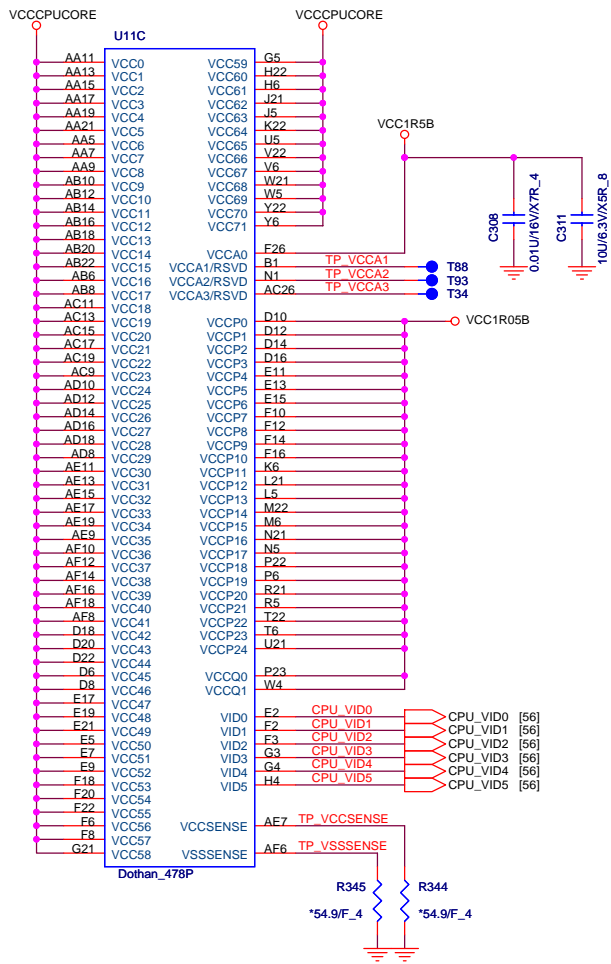 VCCCPUCORE VCCCPUCORE
U11C
AA11 VCC0 VCC59 G5
AA13 VCC1 VCC60 H22
AA15 VCC2 VCC61 H6
AA17 VCC3 VCC62 J21
AA19 VCC4 VCC63 J5
AA21 VCC5 VCC64 K22
AA5 VCC6 VCC65 U5
AA7 VCC7 VCC66 V22
AA9 VCC8 VCC67 V6
AB10 VCC9 VCC68 W21
AB12 VCC10 VCC69 W5
AB14 VCC11 VCC70 Y22
AB16 VCC12 VCC71 Y6
VCC1R5B
AB18 VCC13
AB20 VCC14 VCCA0 F26
AB22 VCC15 VCCA1/RSVD B1 TP_VCCA1 T88
AB6 VCC16 VCCA2/RSVD N1 TP_VCCA2 T93
AB8 VCC17 VCCA3/RSVD AC26 TP_VCCA3 T34
C308 0.01U/16V/X7R_4
C311 10U/6.3V/X5R_8
AC11 VCC18
AC13 VCC19 VCCP0 D10 VCC1R05B
AC15 VCC20 VCCP1 D12
AC17 VCC21 VCCP2 D14
AC19 VCC22 VCCP3 D16
AC9 VCC23 VCCP4 E11
AD10 VCC24 VCCP5 E13
AD12 VCC25 VCCP6 E15
AD14 VCC26 VCCP7 F10
AD16 VCC27 VCCP8 F12
AD18 VCC28 VCCP9 F14
AD8 VCC29 VCCP10 F16
AE11 VCC30 VCCP11 K6
AE13 VCC31 VCCP12 L21
AE15 VCC32 VCCP13 L5
AE17 VCC33 VCCP14 M22
AE19 VCC34 VCCP15 M6
AE9 VCC35 VCCP16 N21
AF10 VCC36 VCCP17 N5
AF12 VCC37 VCCP18 P22
AF14 VCC38 VCCP19 P6
AF16 VCC39 VCCP20 R21
AF18 VCC40 VCCP21 R5
AF8 VCC41 VCCP22 T22
D18 VCC42 VCCP23 T6
D20 VCC43 VCCP24 U21
D22 VCC44
D6 VCC45 VCCQ0 P23
D8 VCC46 VCCQ1 W4
E17 VCC47
E19 VCC48 VID0 E2 CPU_VID0 CPU_VID0 [56]
E21 VCC49 VID1 F2 CPU_VID1 CPU_VID1 [56]
E5 VCC50 VID2 F3 CPU_VID2 CPU_VID2 [56]
E7 VCC51 VID3 G3 CPU_VID3 CPU_VID3 [56]
E9 VCC52 VID4 G4 CPU_VID4 CPU_VID4 [56]
F18 VCC53 VID5 H4 CPU_VID5 CPU_VID5 [56]
F20 VCC54
F22 VCC55
F6 VCC56 VCCSENSE AE7 TP_VCCSENSE
F8 VCC57
G21 VCC58 VSSSENSE AF6 TP_VSSSENSE
Dothan_478P
R345 R344
*54.9/F_4 *54.9/F_4